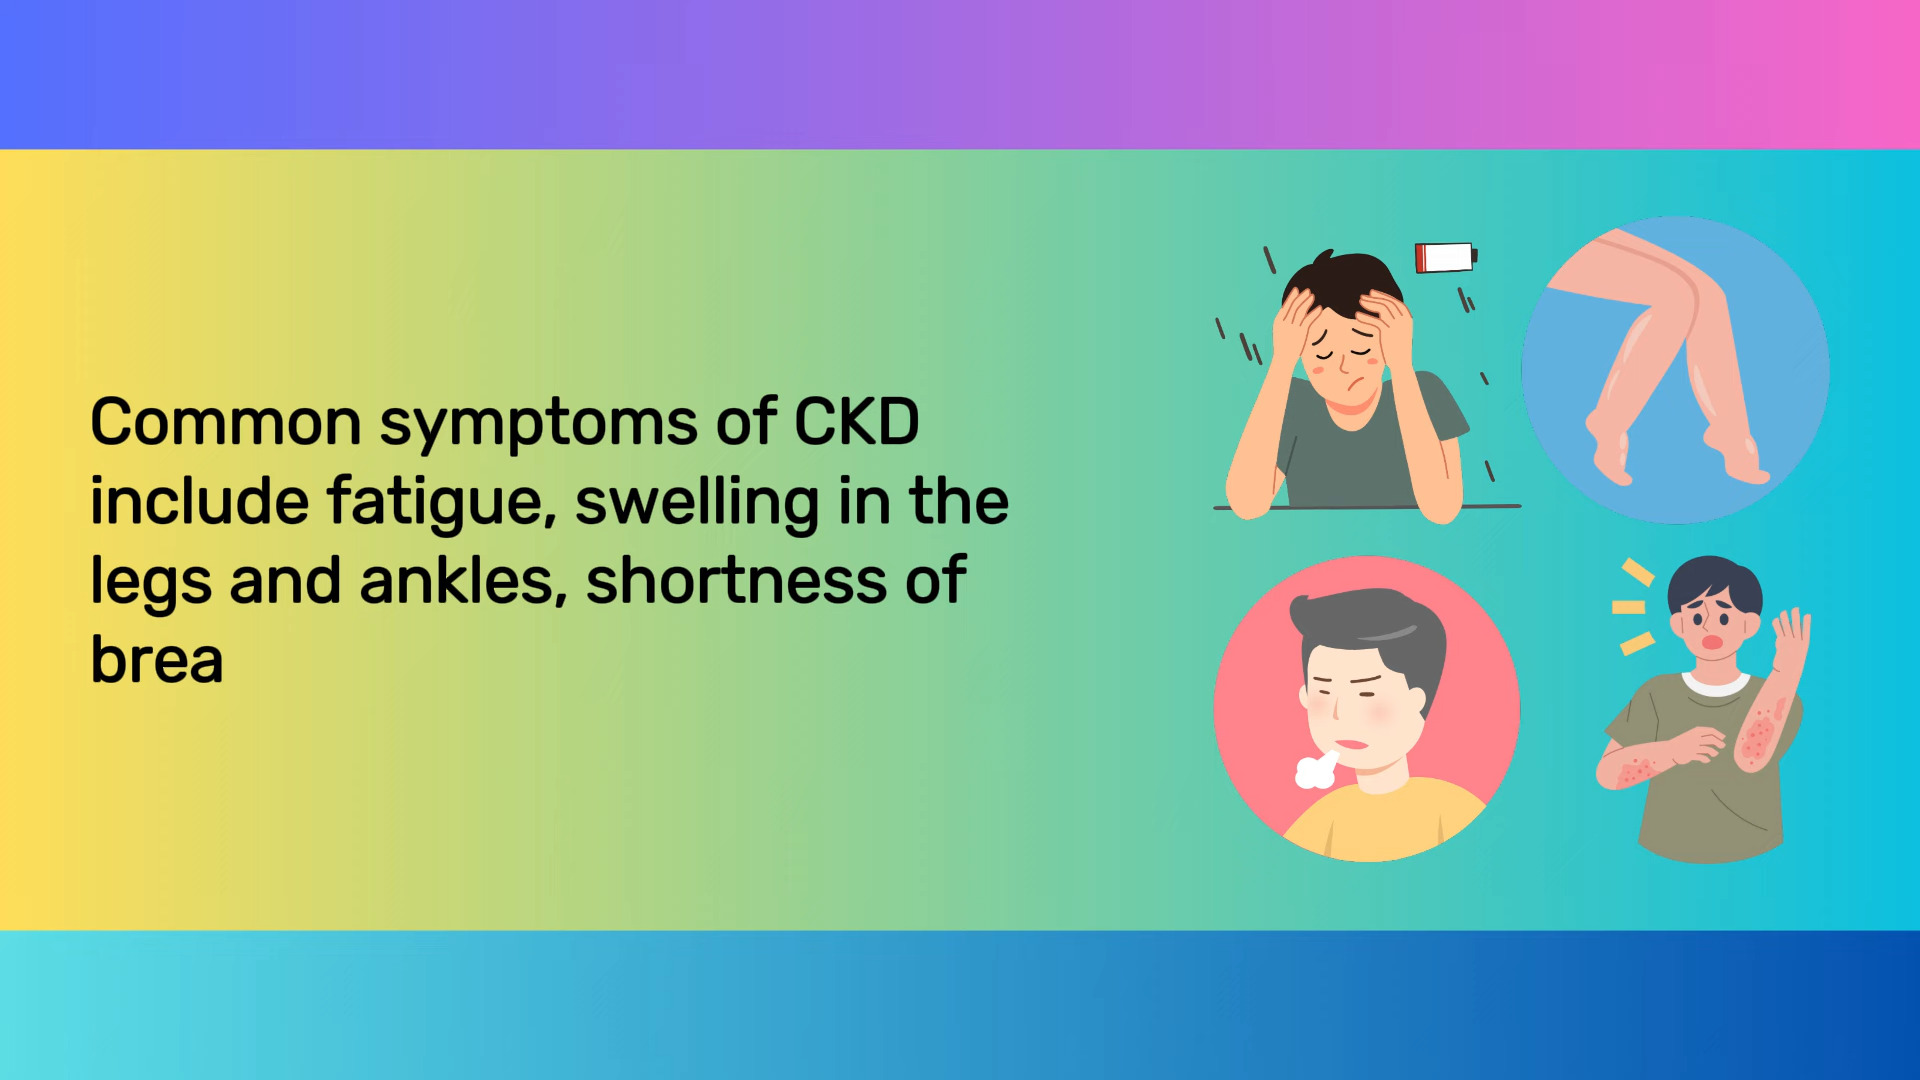 Common symptoms of CKD
include fatigue, swelling in the
legs and ankles, shortness of
brea